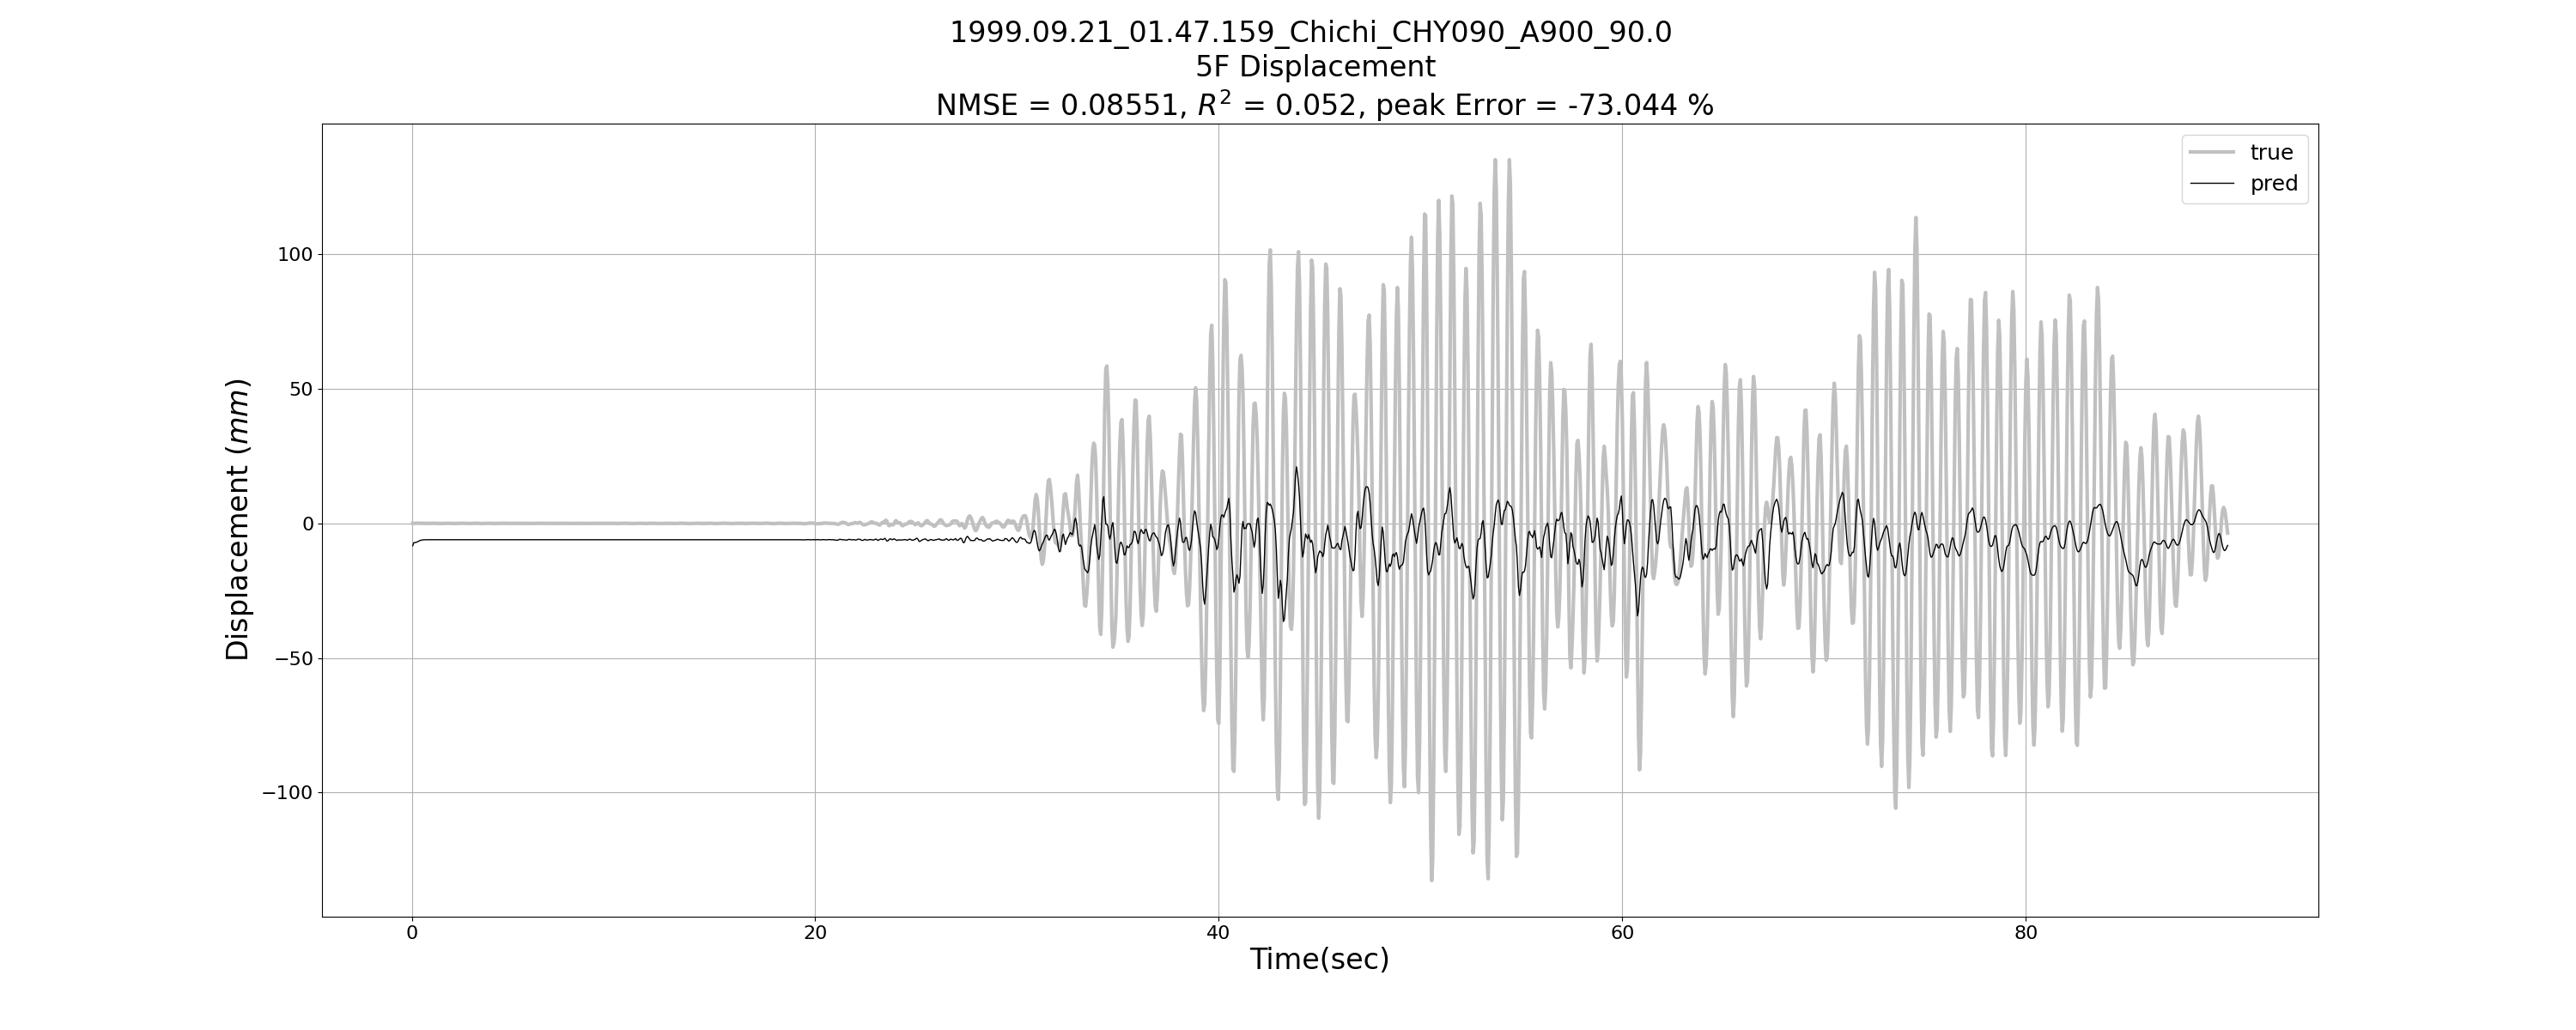 1999.09.21_01.47.159_Chichi_CHY090_A900_90.0
5F Displacement
NMSE = 0.08551, R² = 0.052, peak Error = -73.044 %
true
pred
Displacement (mm)
100
50
0
−50
−100
0
20
40
60
80
Time(sec)